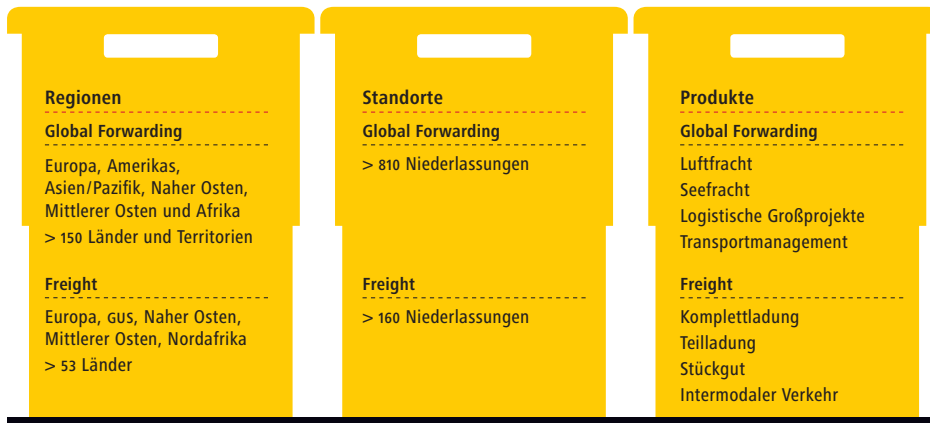 Regionen
Global Forwarding
Europa, Amerikas,
Asien/Pazifik, Naher Osten,
Mittlerer Osten und Afrika
> 150 Länder und Territorien
Freight
Europa, GUS, Naher Osten,
Mittlerer Osten, Nordafrika
> 53 Länder
Standorte
Global Forwarding
> 810 Niederlassungen
Freight
> 160 Niederlassungen
Produkte
Global Forwarding
Luftfracht
Seefracht
Logistische Großprojekte
Transportmanagement
Freight
Komplettladung
Teilladung
Stückgut
Intermodaler Verkehr